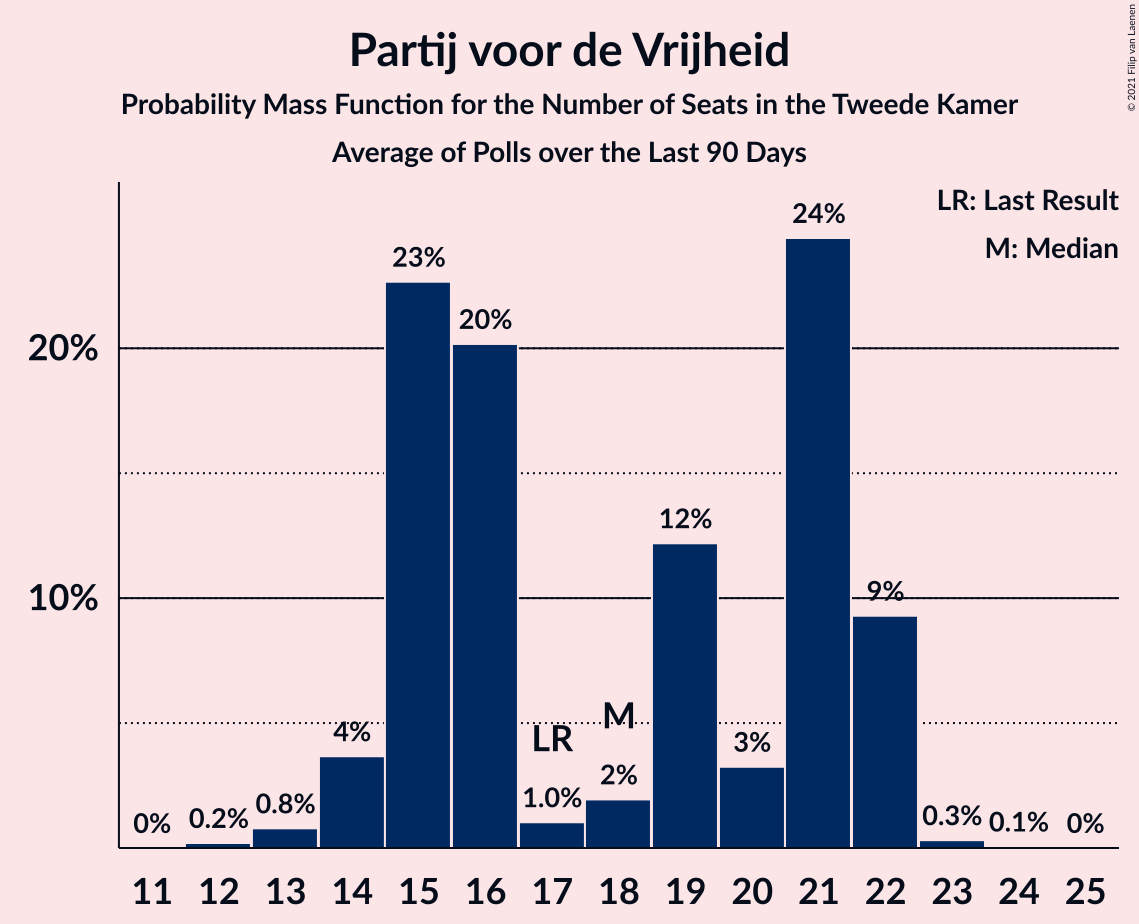 Partij voor de Vrijheid
Probability Mass Function for the Number of Seats in the Tweede Kamer
Average of Polls over the Last 90 Days
© 2021 Filip van Laenen
LR: Last Result
M: Median
20%
10%
0%
0.2%
0.8%
4%
23%
20%
LR
1.0%
M
2%
12%
3%
24%
9%
0.3%
0.1%
0%
11 12 13 14 15 16 17 18 19 20 21 22 23 24 25